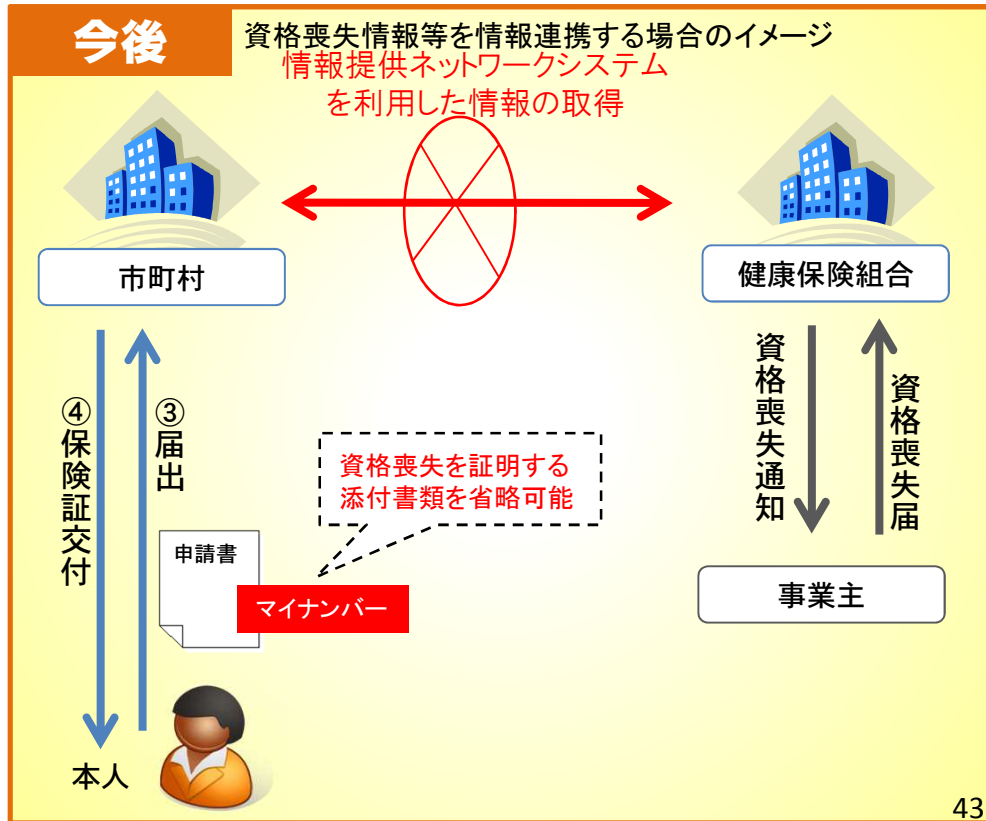 今後
資格喪失情報等を情報連携する場合のイメージ
情報提供ネットワークシステム
を利用した情報の取得
市町村
健康保険組合
④保険証交付
③届出
資格喪失通知
資格喪失届
資格喪失を証明する
添付書類を省略可能
申請書
マイナンバー
事業主
本人
43